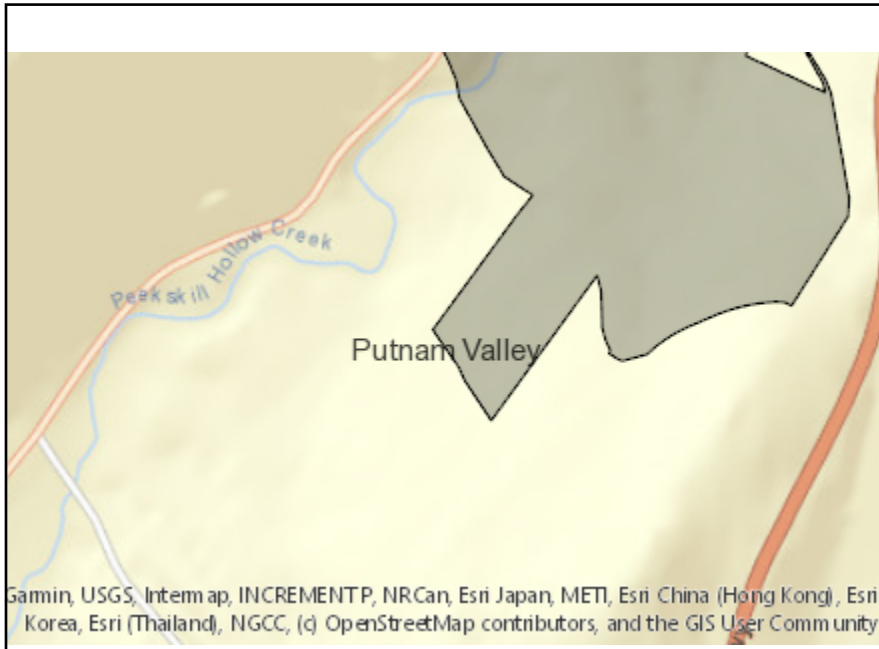 Peekskill Hollow Creek
Putnam Valley
Garmin, USGS, Intermap, INCREMENT P, NRCan, Esri Japan, METI, Esri China (Hong Kong), Esri
Korea, Esri (Thailand), NGCC, (c) OpenStreetMap contributors, and the GIS User Community